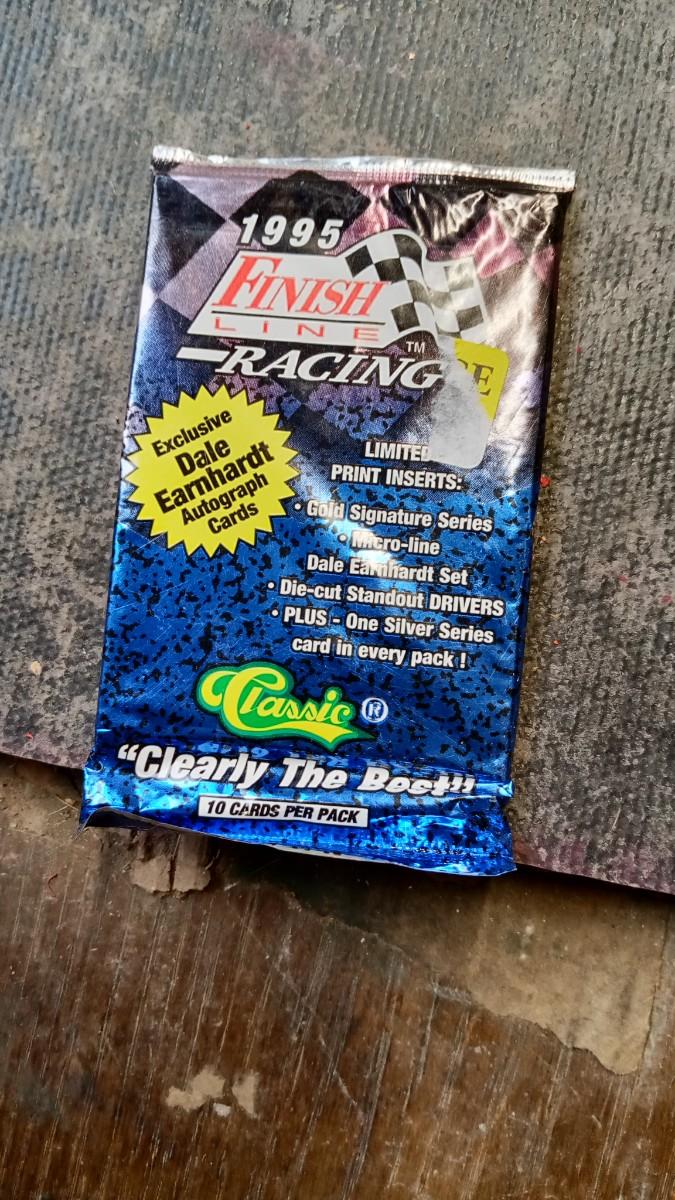 1995
FINISH
LINE
RACING™
Exclusive
Dale
Earnhardt
Autograph
Cards
LIMITED
PRINT INSERTS:
• Gold Signature Series
• Micro-line
Dale Earnhardt Set
• Die-cut Standout DRIVERS
• PLUS - One Silver Series
card in every pack !
Classic ®
"Clearly The Best"
10 CARDS PER PACK